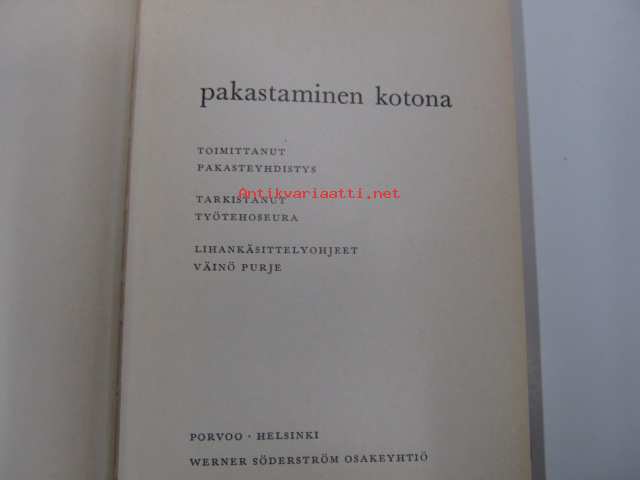 pakastaminen kotona
TOIMITTANUT
PAKASTEYHDISTYS
Antikvariaatti.net
TARKISTANUT
TYÖTEHOSEURA
LIHANKÄSITTELYOHJEET
VÄINÖ PURJE
PORVOO · HELSINKI
WERNER SÖDERSTRÖM OSAKEYHTIÖ